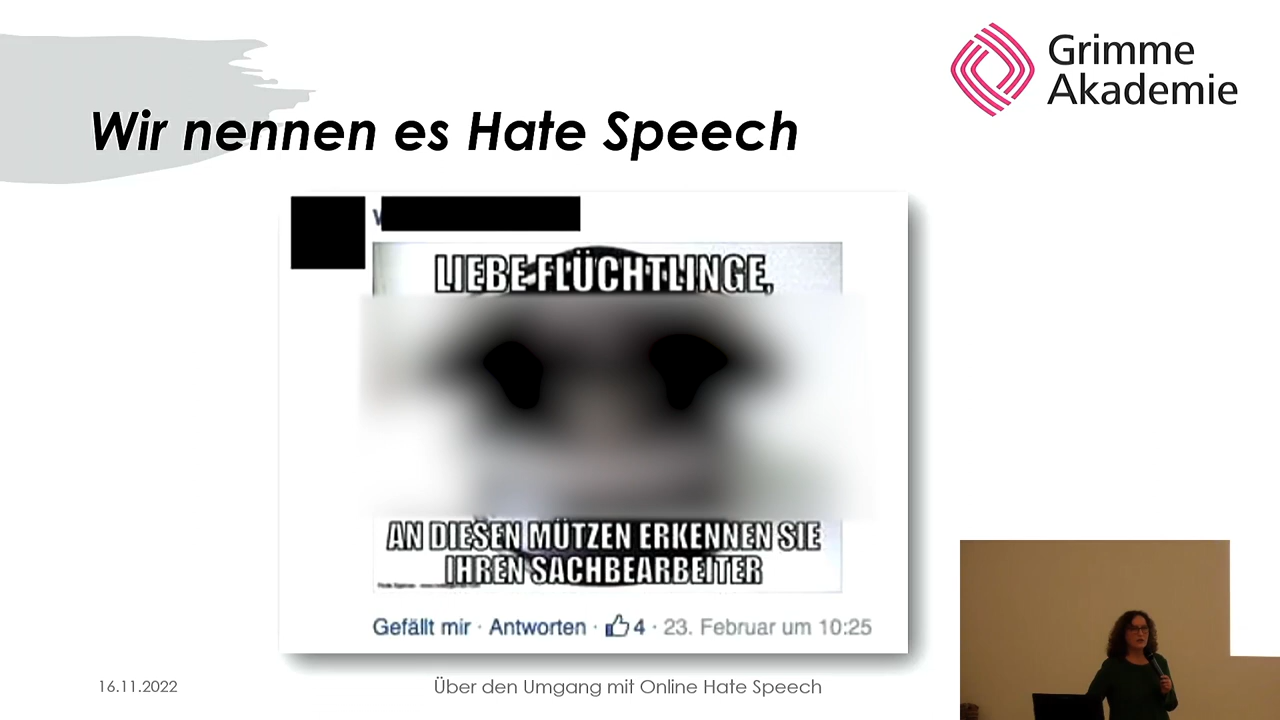 Grimme
Akademie
Wir nennen es Hate Speech
LIEBE FLÜCHTLINGE,
AN DIESEN MÜTZEN ERKENNEN SIE
IHREN SACHBEARBEITER
Gefällt mir · Antworten · 4 · 23. Februar um 10:25
16.11.2022
Über den Umgang mit Online Hate Speech